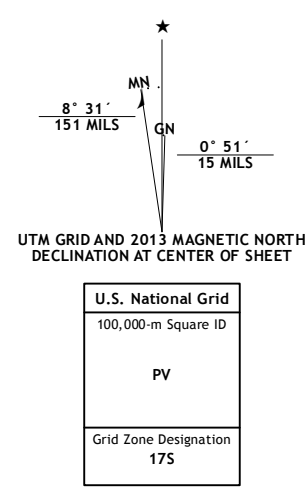 ★
MN
8° 31´
151 MILS
GN
0° 51´
15 MILS
UTM GRID AND 2013 MAGNETIC NORTH
DECLINATION AT CENTER OF SHEET
U.S. National Grid
100,000-m Square ID
PV
Grid Zone Designation
17S